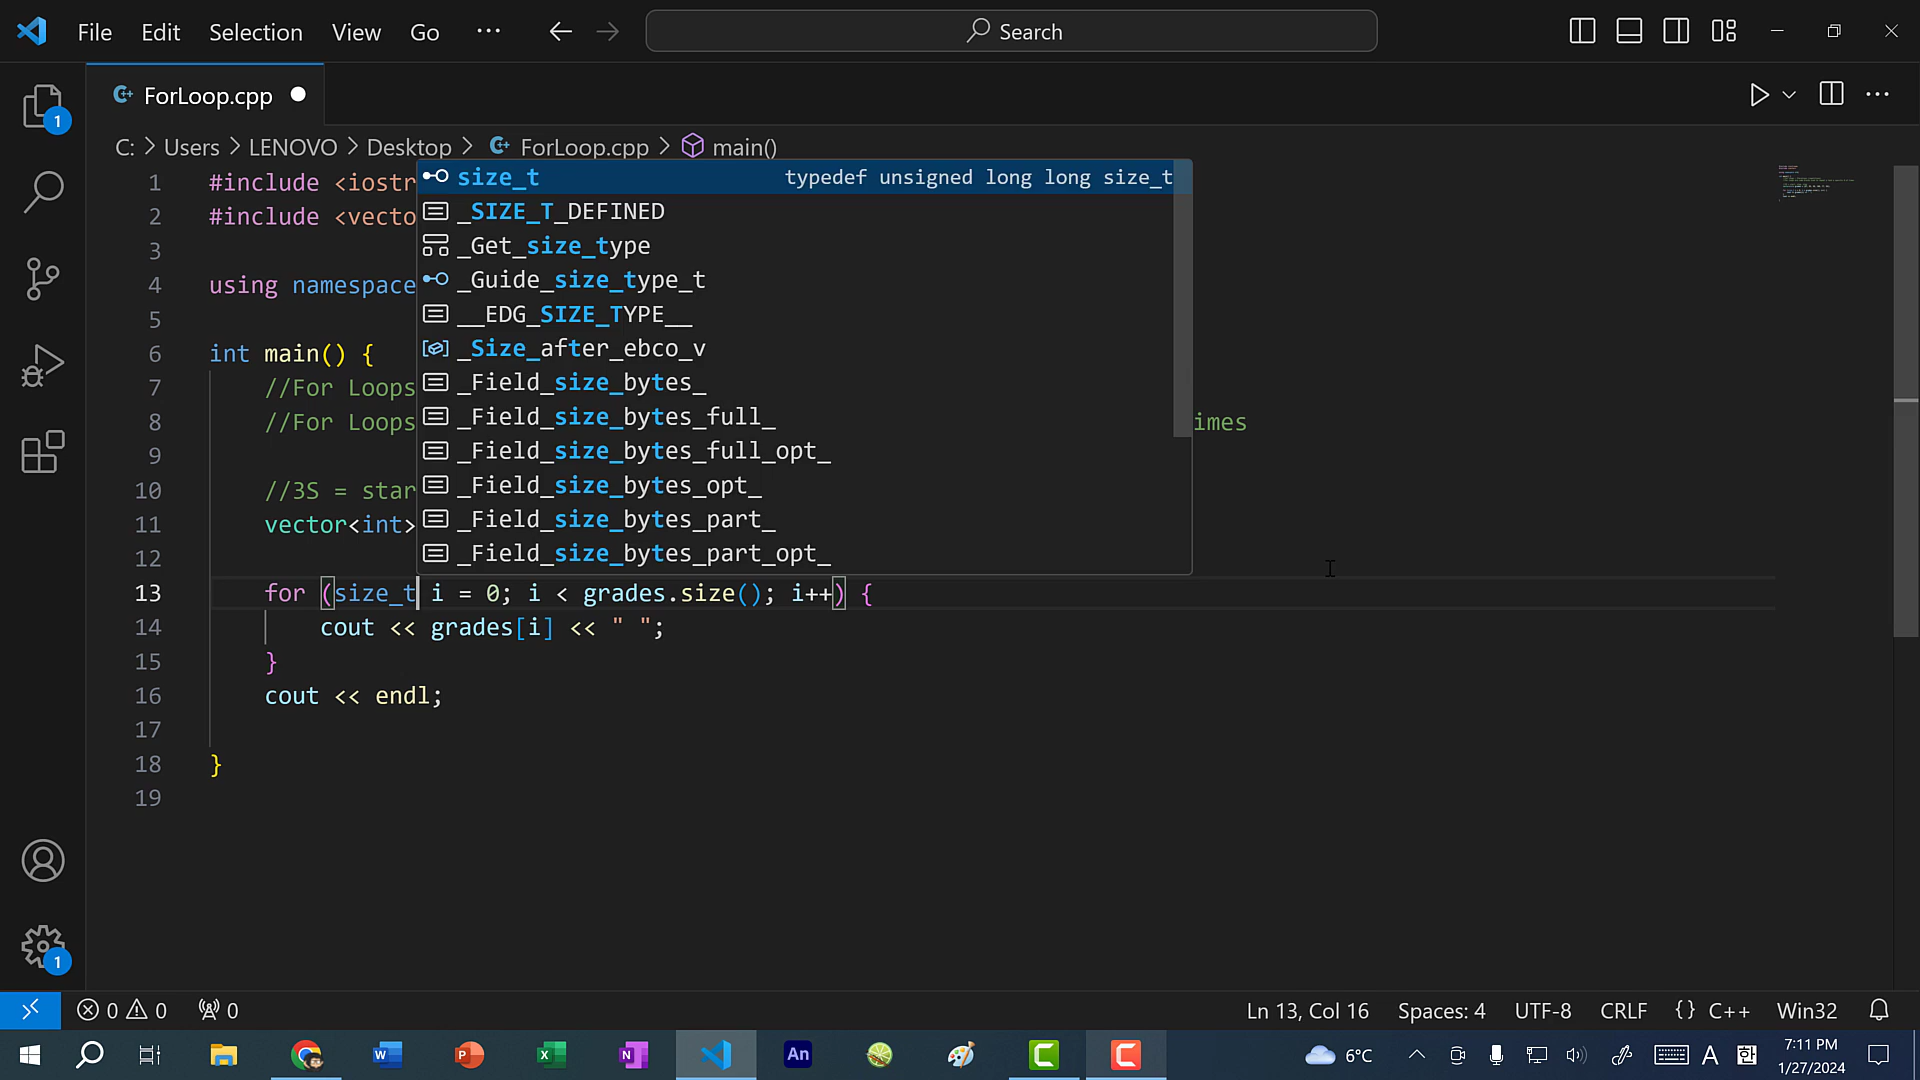 File Edit Selection View Go ··· Search
ForLoop.cpp
C: > Users > LENOVO > Desktop > ForLoop.cpp > main()
1 #include <iostr
2 #include <vecto
3
4 using namespace
5
6 int main() {
7 //For Loops
8 //For Loops imes
9
10 //3S = star
11 vector<int>
12
13 for (size_t i = 0; i < grades.size(); i++) {
14 cout << grades[i] << " ";
15 }
16 cout << endl;
17
18 }
19
size_t typedef unsigned long long size_t
_SIZE_T_DEFINED
_Get_size_type
_Guide_size_type_t
__EDG_SIZE_TYPE__
_Size_after_ebco_v
_Field_size_bytes_
_Field_size_bytes_full_
_Field_size_bytes_full_opt_
_Field_size_bytes_opt_
_Field_size_bytes_part_
_Field_size_bytes_part_opt_
1
1
0 0 0 Ln 13, Col 16 Spaces: 4 UTF-8 CRLF {} C++ Win32
W P X N An C C 6°C A 한 7:11 PM
1/27/2024